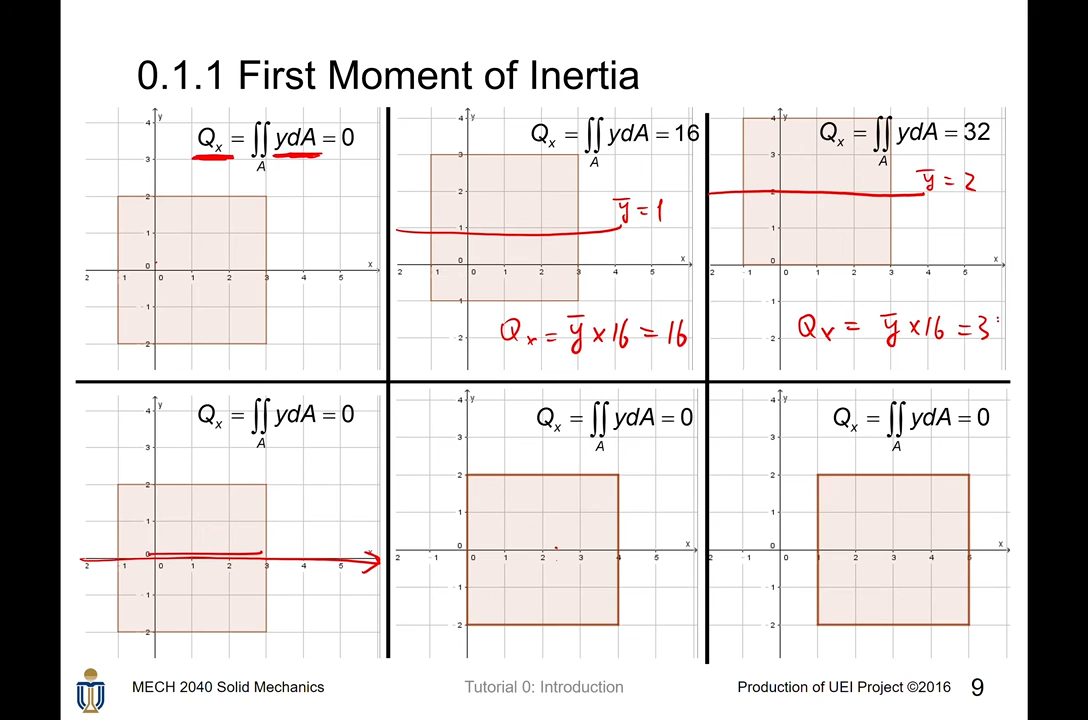 0.1.1 First Moment of Inertia
Qx = ∬A ydA = 0
Qx = ∬A ydA = 16
Qx = ∬A ydA = 32
ȳ = 1
ȳ = 2
Qx = ȳ × 16 = 16
Qx = ȳ × 16 = 3
Qx = ∬A ydA = 0
Qx = ∬A ydA = 0
Qx = ∬A ydA = 0
MECH 2040 Solid Mechanics
Tutorial 0: Introduction
Production of UEI Project ©2016
9